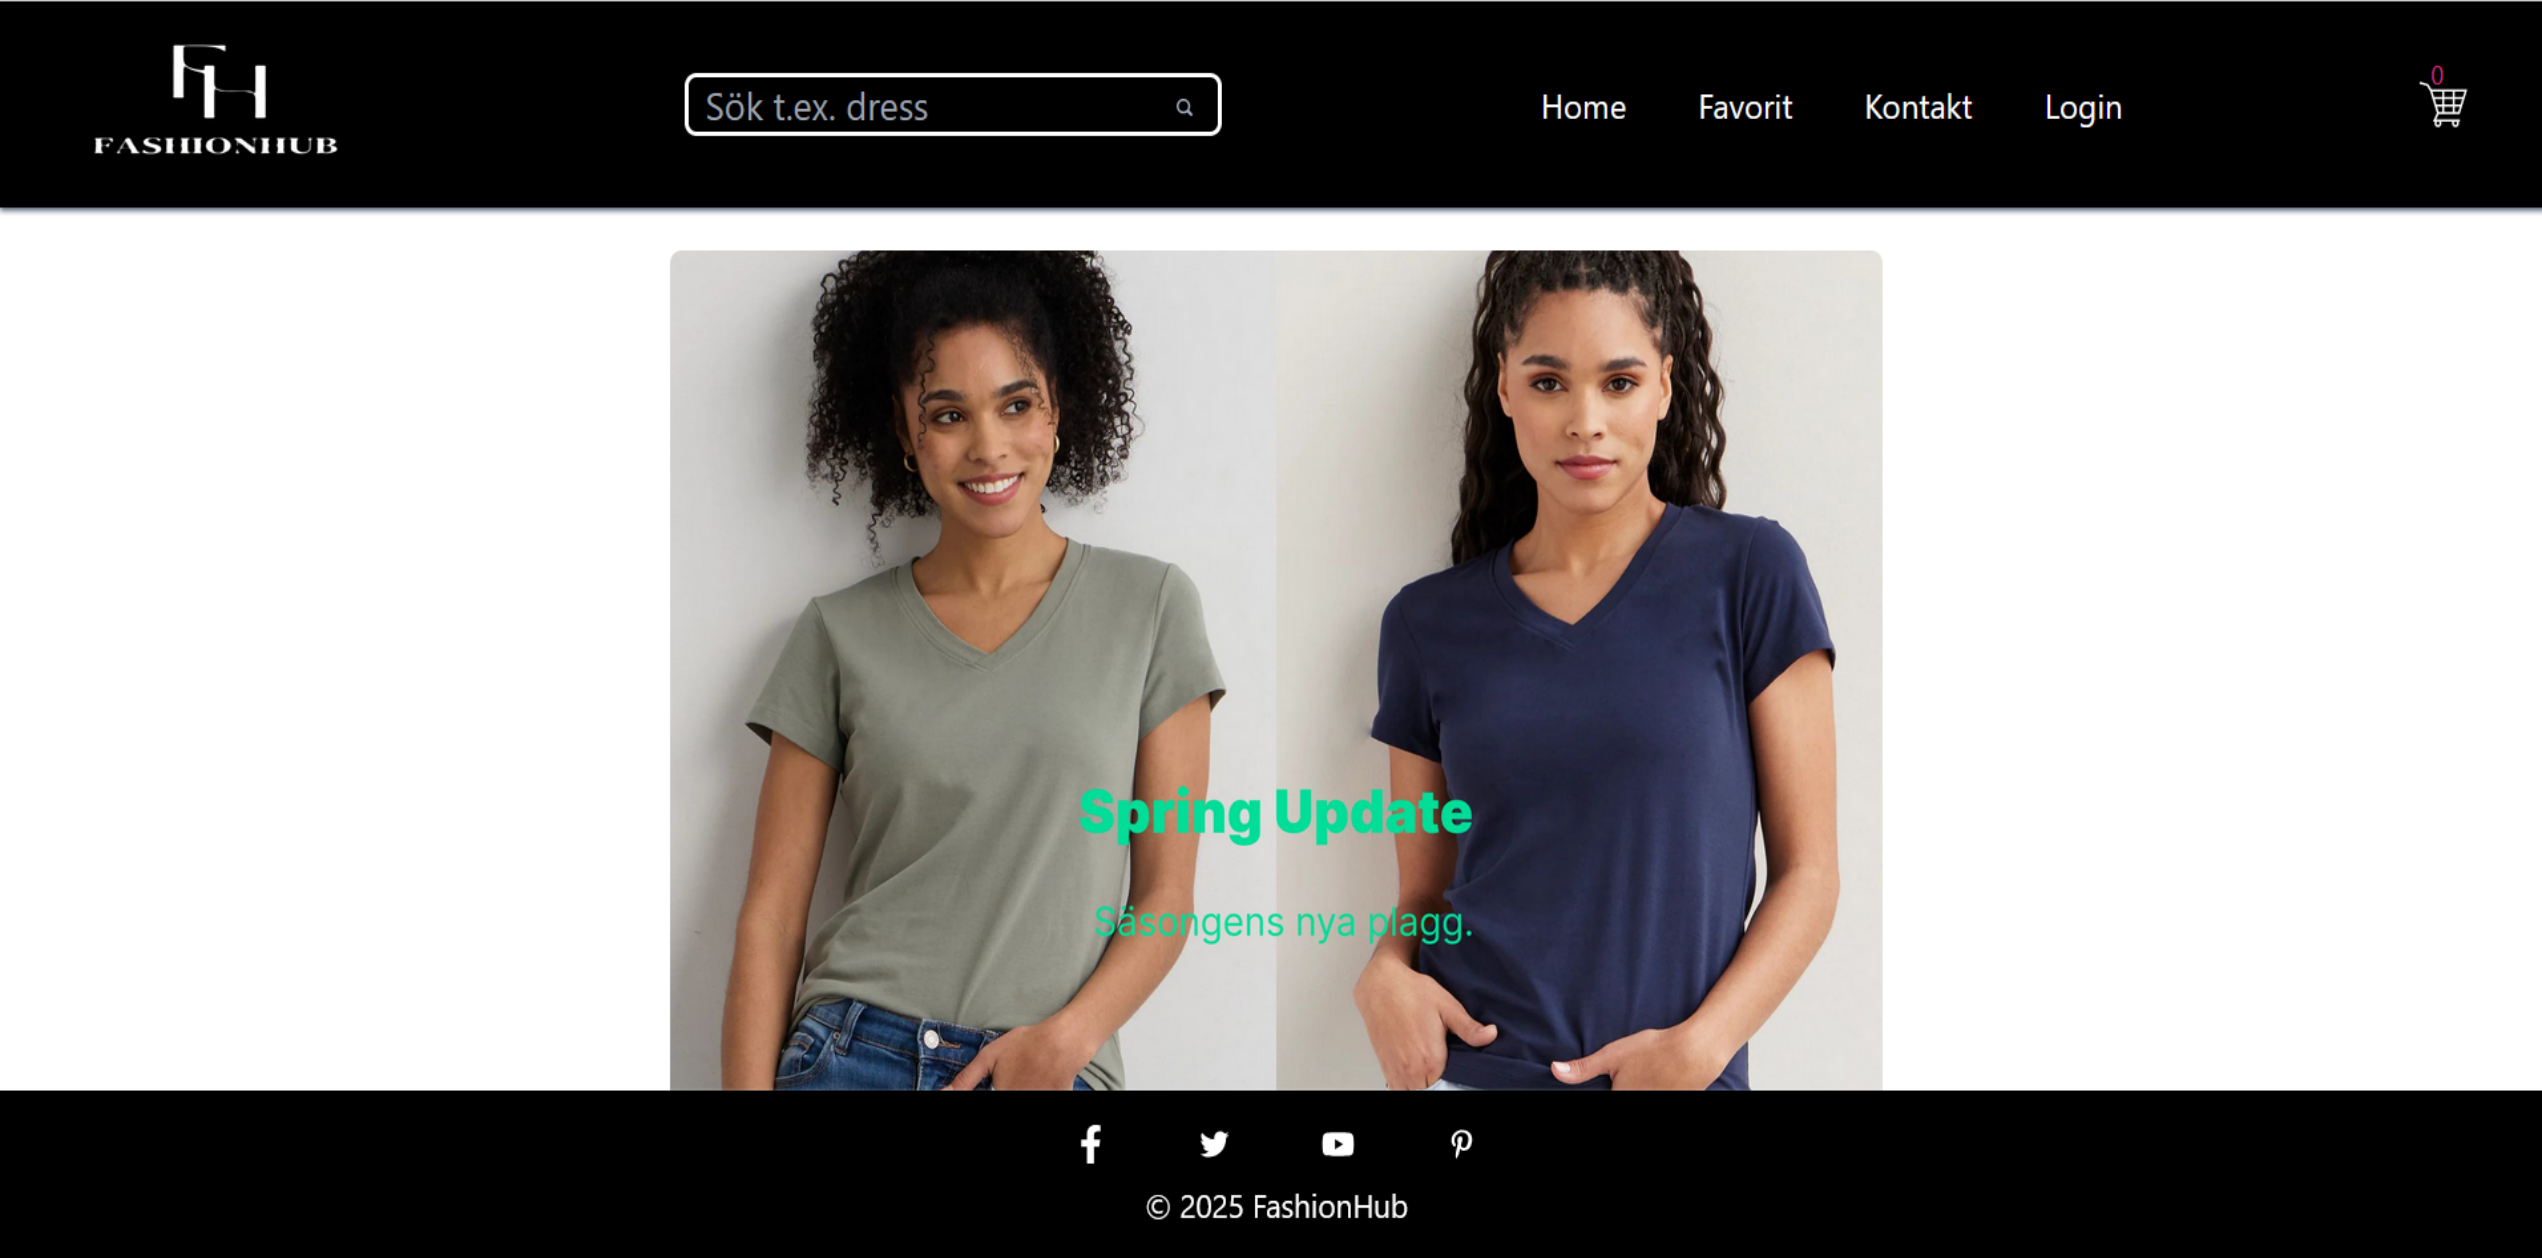 FH
FASHIONHUB
Sök t.ex. dress
Home
Favorit
Kontakt
Login
0
Spring Update
Säsongens nya plagg.
© 2025 FashionHub